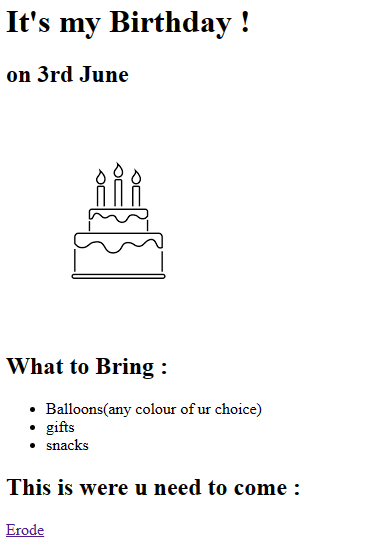 It's my Birthday !
on 3rd June
What to Bring :
Balloons(any colour of ur choice)
gifts
snacks
This is were u need to come :
Erode